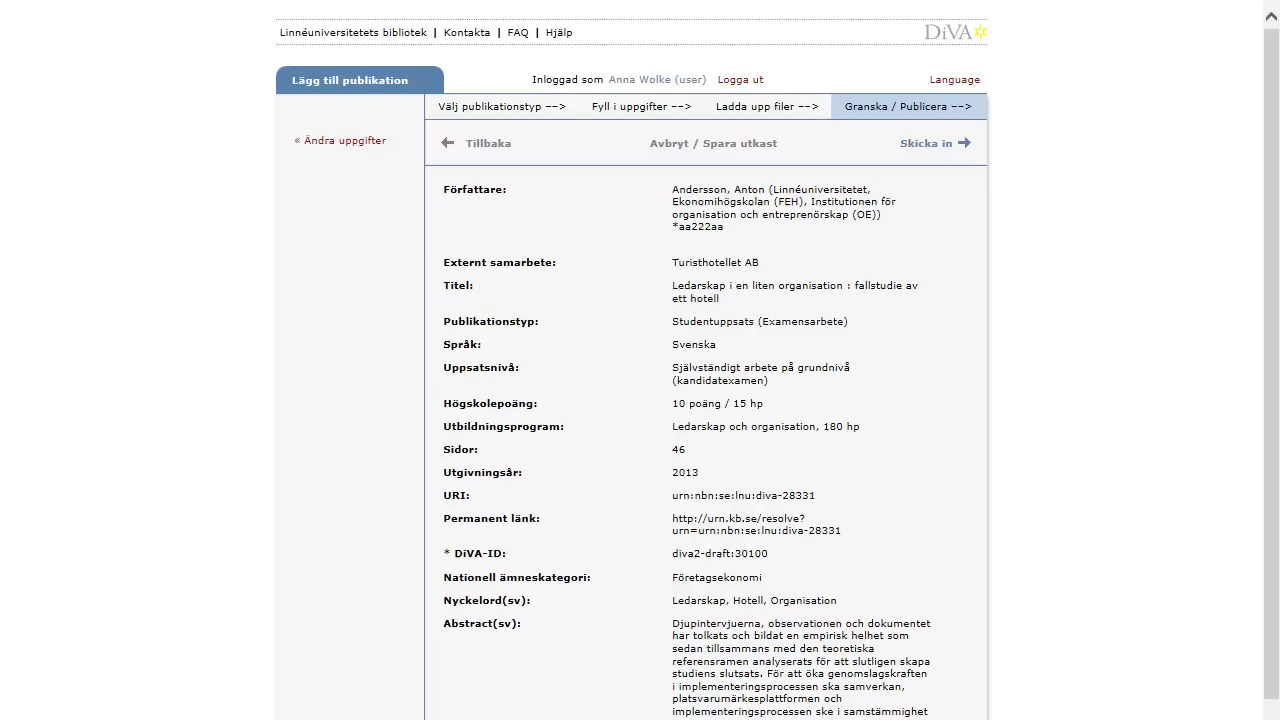 Linnéuniversitetets bibliotek | Kontakta | FAQ | Hjälp
DiVA
Lägg till publikation
Inloggad som Anna Wolke (user) Logga ut
Language
Välj publikationstyp --> Fyll i uppgifter --> Ladda upp filer --> Granska / Publicera -->
« Ändra uppgifter
Tillbaka
Avbryt / Spara utkast
Skicka in
Författare:
Andersson, Anton (Linnéuniversitetet,
Ekonomihögskolan (FEH), Institutionen för
organisation och entreprenörskap (OE))
*aa222aa
Externt samarbete:
Turisthotellet AB
Titel:
Ledarskap i en liten organisation : fallstudie av
ett hotell
Publikationstyp:
Studentuppsats (Examensarbete)
Språk:
Svenska
Uppsatsnivå:
Självständigt arbete på grundnivå
(kandidatexamen)
Högskolepoäng:
10 poäng / 15 hp
Utbildningsprogram:
Ledarskap och organisation, 180 hp
Sidor:
46
Utgivningsår:
2013
URI:
urn:nbn:se:lnu:diva-28331
Permanent länk:
http://urn.kb.se/resolve?
urn=urn:nbn:se:lnu:diva-28331
* DiVA-ID:
diva2-draft:30100
Nationell ämneskategori:
Företagsekonomi
Nyckelord(sv):
Ledarskap, Hotell, Organisation
Abstract(sv):
Djupintervjuerna, observationen och dokumentet
har tolkats och bildat en empirisk helhet som
sedan tillsammans med den teoretiska
referensramen analyserats för att slutligen skapa
studiens slutsats. För att öka genomslagskraften
i implementeringsprocessen ska samverkan,
platsvarumärkesplattformen och
implementeringsprocessen ske i samstämmighet